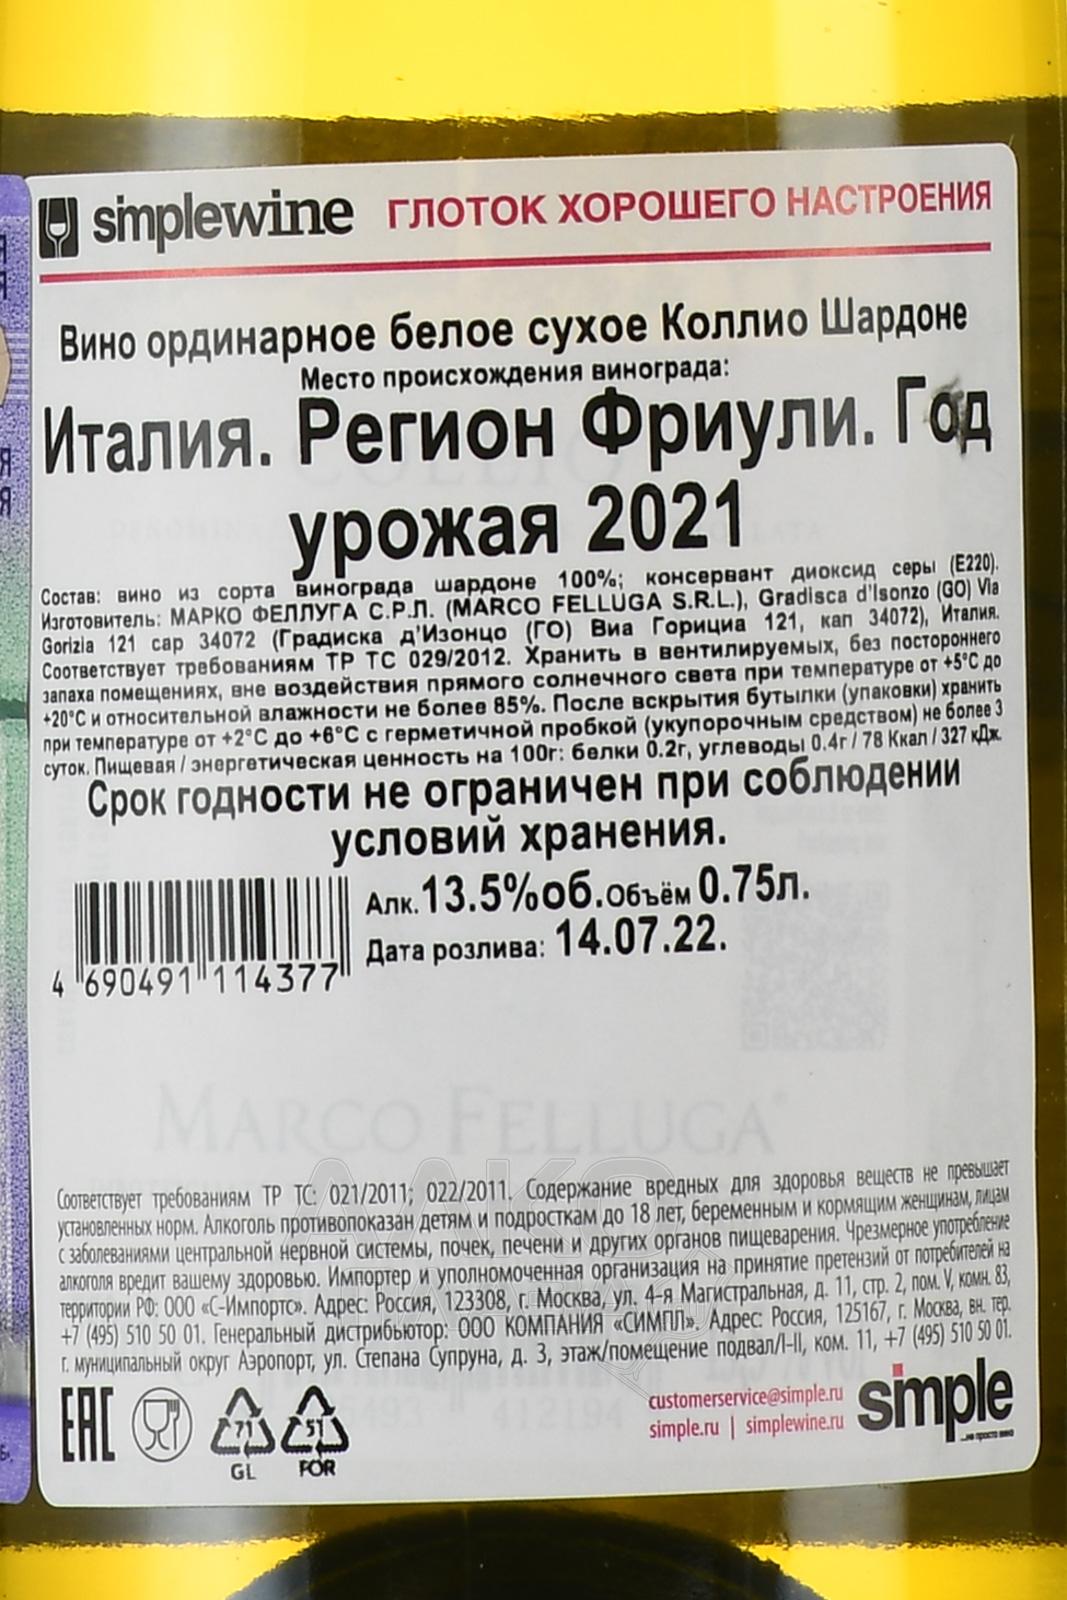 simplewine ГЛОТОК ХОРОШЕГО НАСТРОЕНИЯ
Вино ординарное белое сухое Коллио Шардоне
Место происхождения винограда:
Италия. Регион Фриули. Год
урожая 2021
Состав: вино из сорта винограда шардоне 100%; консервант диоксид серы (Е220).
Изготовитель: МАРКО ФЕЛЛУГА С.Р.Л. (MARCO FELLUGA S.R.L.), Gradisca d'Isonzo (GO) Via
Gorizia 121 cap 34072 (Градиска д'Изонцо (ГО) Виа Гориция 121, кап 34072), Италия.
Соответствует требованиям ТР ТС 029/2012. Хранить в вентилируемых, без постороннего
запаха помещениях, вне воздействия прямого солнечного света при температуре от +5°C до
+20°C и относительной влажности не более 85%. После вскрытия бутылки (упаковки) хранить
при температуре от +2°C до +6°C с герметичной пробкой (укупорочным средством) не более 3
суток. Пищевая / энергетическая ценность на 100г: белки 0.2г, углеводы 0.4г / 78 Ккал / 327 кДж.
Срок годности не ограничен при соблюдении
условий хранения.
Алк. 13.5%об. Объём 0.75л.
Дата розлива: 14.07.22.
4 690491 114377
MARCO FELLUGA
Соответствует требованиям ТР ТС: 021/2011; 022/2011. Содержание вредных для здоровья веществ не превышает
установленных норм. Алкоголь противопоказан детям и подросткам до 18 лет, беременным и кормящим женщинам, лицам
с заболеваниями центральной нервной системы, почек, печени и других органов пищеварения. Чрезмерное употребление
алкоголя вредит вашему здоровью. Импортер и уполномоченная организация на принятие претензий от потребителей на
территории РФ: ООО «С-Импортс». Адрес: Россия, 123308, г. Москва, ул. 4-я Магистральная, д. 11, стр. 2, пом. V, комн. 83,
+7 (495) 510 50 01. Генеральный дистрибьютор: ООО КОМПАНИЯ «СИМПЛ». Адрес: Россия, 125167, г. Москва, вн. тер.
г. муниципальный округ Аэропорт, ул. Степана Супруна, д. 3, этаж/помещение подвал/I-II, ком. 11, +7 (495) 510 50 01.
EAC
71
GL
51
FOR
customerservice@simple.ru
simple.ru | simplewine.ru
simple
...не просто вино